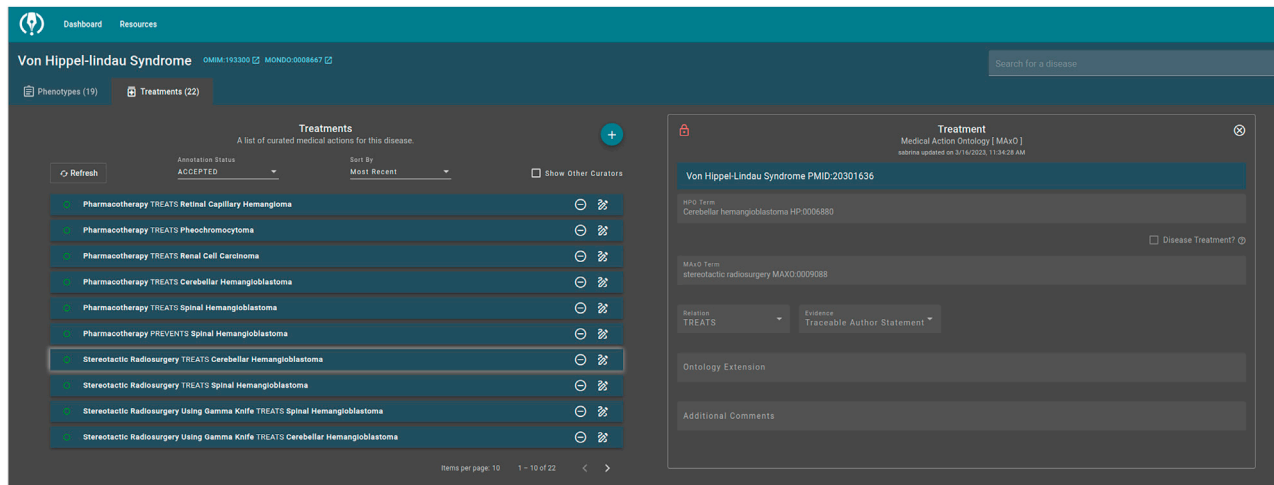 Dashboard Resources
Von Hippel-lindau Syndrome OMIM:193300 MONDO:0008667
Search for a disease
Phenotypes (19) Treatments (22)
Treatments
A list of curated medical actions for this disease.
+
Refresh
Annotation Status
ACCEPTED
Sort By
Most Recent
Show Other Curators
Pharmacotherapy TREATS Retinal Capillary Hemangioma
Pharmacotherapy TREATS Pheochromocytoma
Pharmacotherapy TREATS Renal Cell Carcinoma
Pharmacotherapy TREATS Cerebellar Hemangioblastoma
Pharmacotherapy TREATS Spinal Hemangioblastoma
Pharmacotherapy PREVENTS Spinal Hemangioblastoma
Stereotactic Radiosurgery TREATS Cerebellar Hemangioblastoma
Stereotactic Radiosurgery TREATS Spinal Hemangioblastoma
Stereotactic Radiosurgery Using Gamma Knife TREATS Spinal Hemangioblastoma
Stereotactic Radiosurgery Using Gamma Knife TREATS Cerebellar Hemangioblastoma
Items per page: 10 1 – 10 of 22
Treatment
Medical Action Ontology [ MAxO ]
sabrina updated on 3/16/2023, 11:34:28 AM
Von Hippel-Lindau Syndrome PMID:20301636
HPO Term
Cerebellar hemangioblastoma HP:0006880
Disease Treatment?
MAxO Term
stereotactic radiosurgery MAXO:0009088
Relation
TREATS
Evidence
Traceable Author Statement
Ontology Extension
Additional Comments